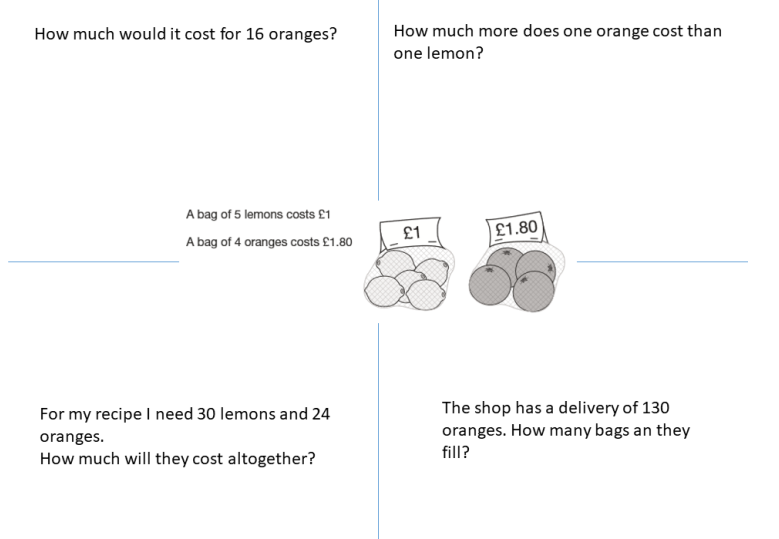 How much would it cost for 16 oranges?
How much more does one orange cost than
one lemon?
A bag of 5 lemons costs £1
A bag of 4 oranges costs £1.80
£1
£1.80
For my recipe I need 30 lemons and 24
oranges.
How much will they cost altogether?
The shop has a delivery of 130
oranges. How many bags an they
fill?